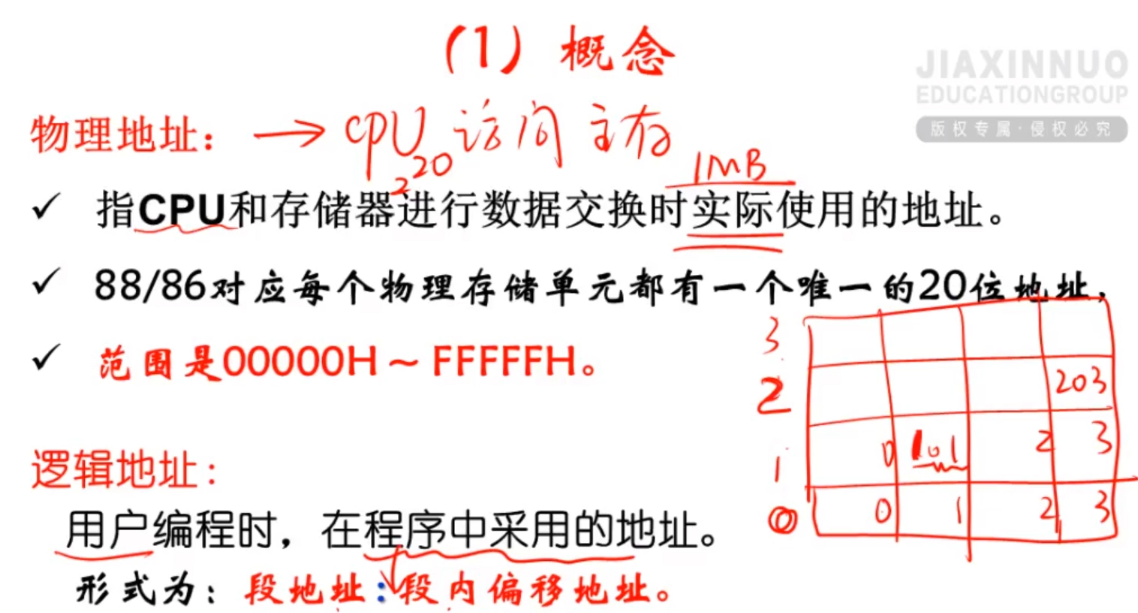 (1) 概念
JIAXINNUO
EDUCATIONGROUP
版权专属·侵权必究
物理地址: → CPU 访问主存
2²⁰ 1MB
✓ 指CPU和存储器进行数据交换时实际使用的地址。
✓ 88/86对应每个物理存储单元都有一个唯一的20位地址,
✓ 范围是00000H~FFFFFH。
3
2 203
1 0 101 2 3
0 0 1 2 3
逻辑地址:
用户编程时,在程序中采用的地址。
形式为:段地址:段内偏移地址。